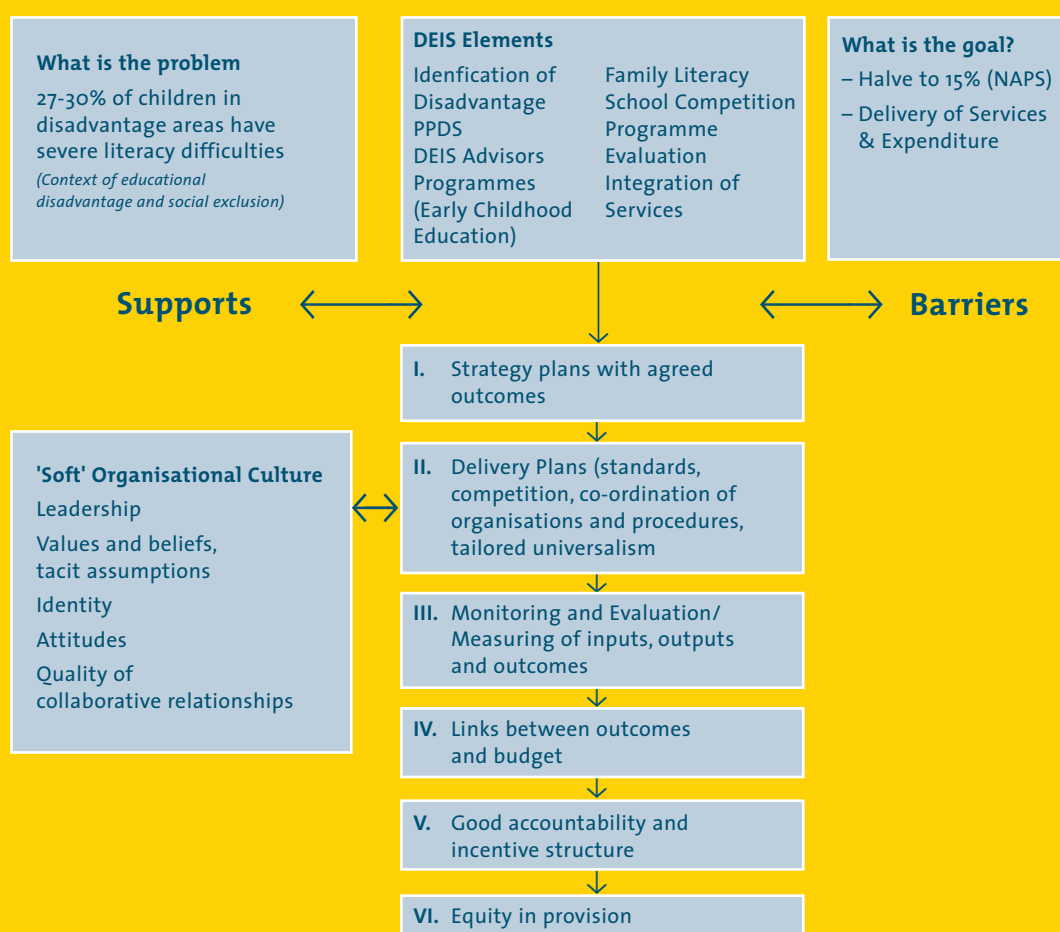 What is the problem
27-30% of children in
disadvantage areas have
severe literacy difficulties
(Context of educational
disadvantage and social exclusion)
DEIS Elements
Idenfication of
Disadvantage
PPDS
DEIS Advisors
Programmes
(Early Childhood
Education)
Family Literacy
School Competition
Programme
Evaluation
Integration of
Services
What is the goal?
– Halve to 15% (NAPS)
– Delivery of Services
& Expenditure
Supports
Barriers
I. Strategy plans with agreed
outcomes
'Soft' Organisational Culture
Leadership
Values and beliefs,
tacit assumptions
Identity
Attitudes
Quality of
collaborative relationships
II. Delivery Plans (standards,
competition, co-ordination of
organisations and procedures,
tailored universalism
III. Monitoring and Evaluation/
Measuring of inputs, outputs
and outcomes
IV. Links between outcomes
and budget
V. Good accountability and
incentive structure
VI. Equity in provision